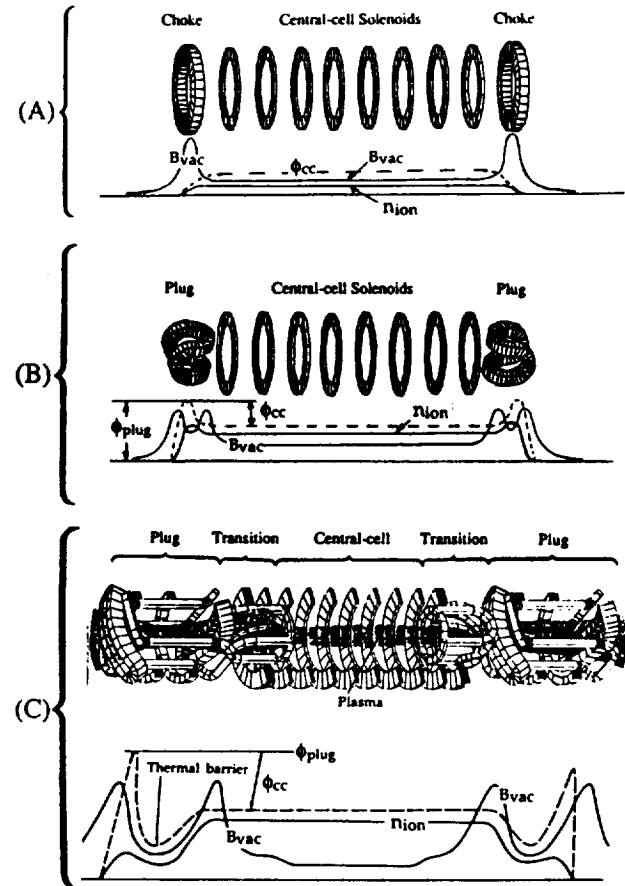 Choke Central-cell Solenoids Choke
(A)
Bvac ϕcc Bvac
nion
Plug Central-cell Solenoids Plug
(B)
ϕplug ϕcc nion
Bvac
Plug Transition Central-cell Transition Plug
(C)
Plasma
ϕplug
Thermal barrier
ϕcc
Bvac
Bvac nion